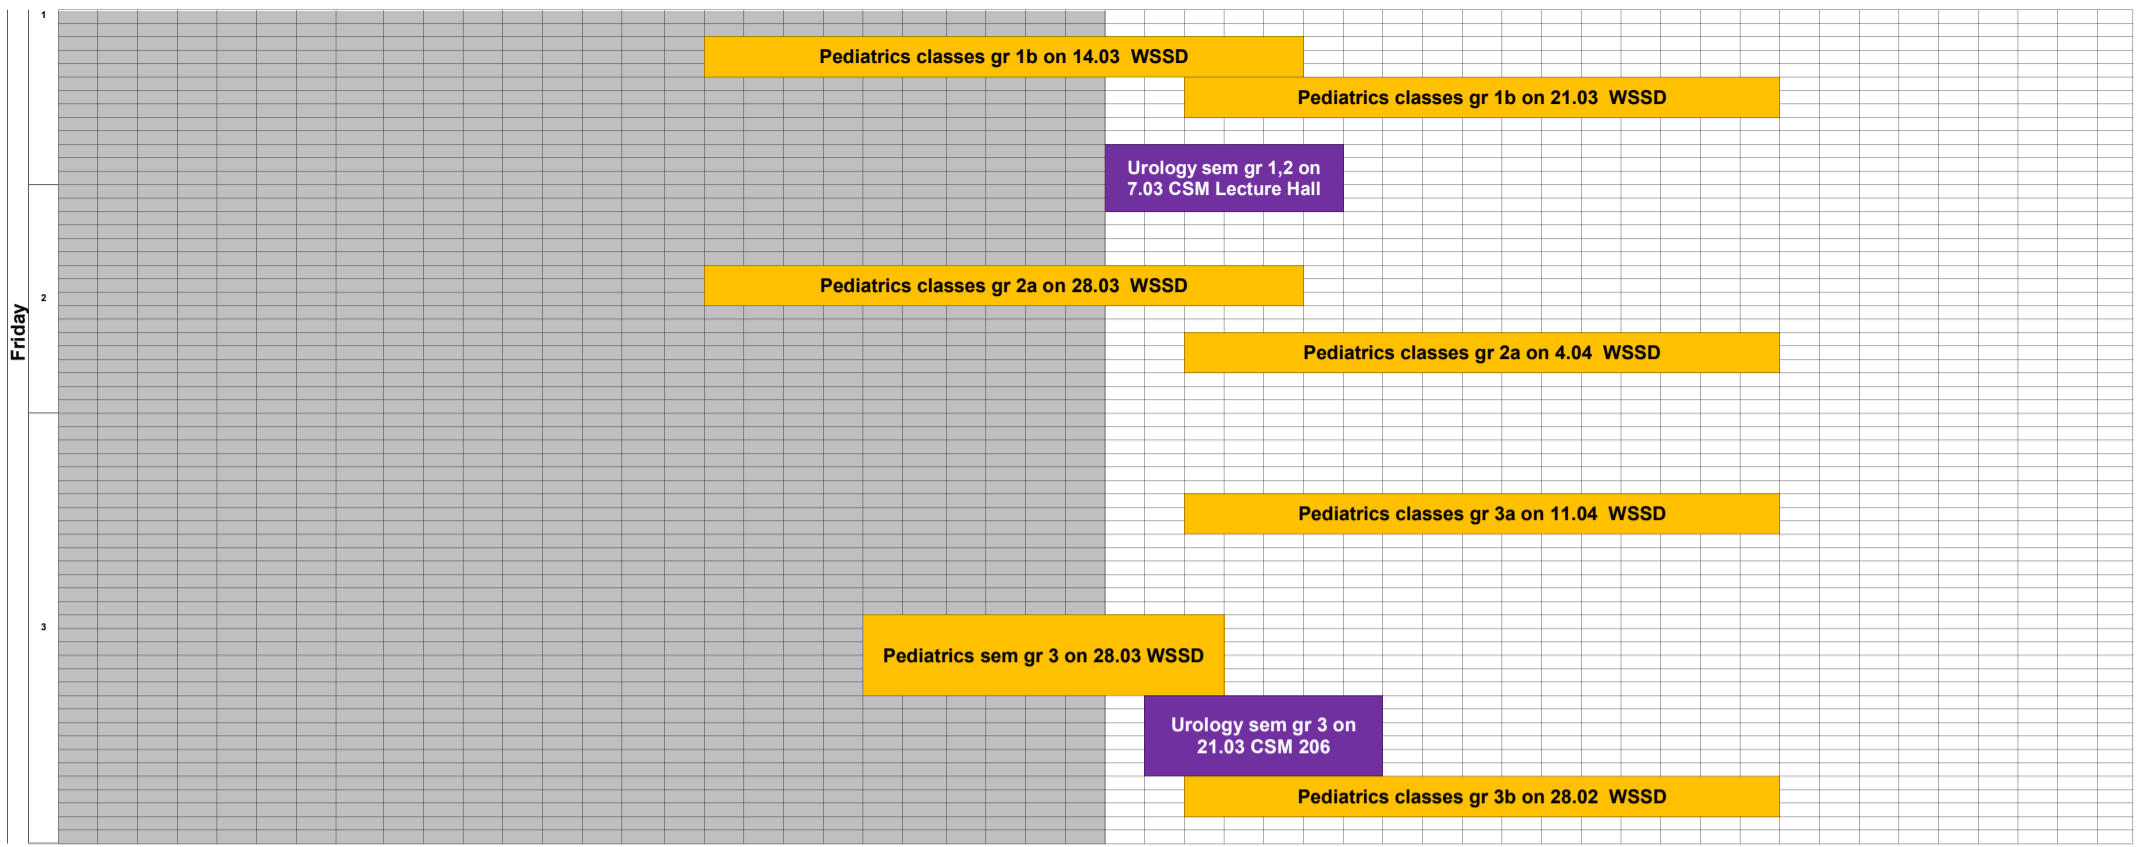 1
Pediatrics classes gr 1b on 14.03  WSSD
Pediatrics classes gr 1b on 21.03  WSSD
Urology sem gr 1,2 on
7.03 CSM Lecture Hall
Friday
2
Pediatrics classes gr 2a on 28.03  WSSD
Pediatrics classes gr 2a on 4.04  WSSD
Pediatrics classes gr 3a on 11.04  WSSD
3
Pediatrics sem gr 3 on 28.03 WSSD
Urology sem gr 3 on
21.03 CSM 206
Pediatrics classes gr 3b on 28.02  WSSD